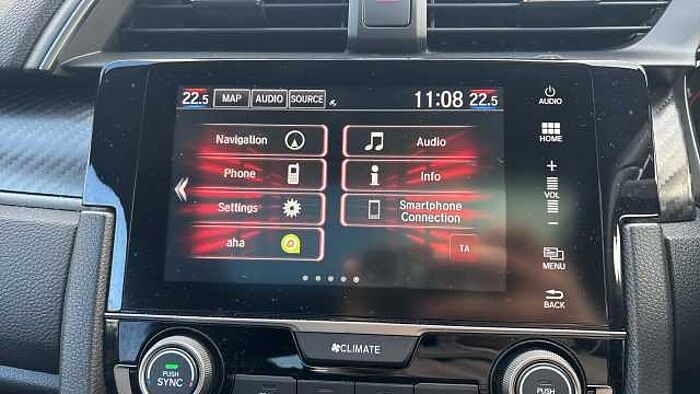 22.5 MAP AUDIO SOURCE 11:08 22.5
AUDIO
Navigation Audio
HOME
Phone Info
+
VOL
Settings Smartphone
Connection
−
aha TA
MENU
BACK
CLIMATE
PUSH PUSH
SYNC